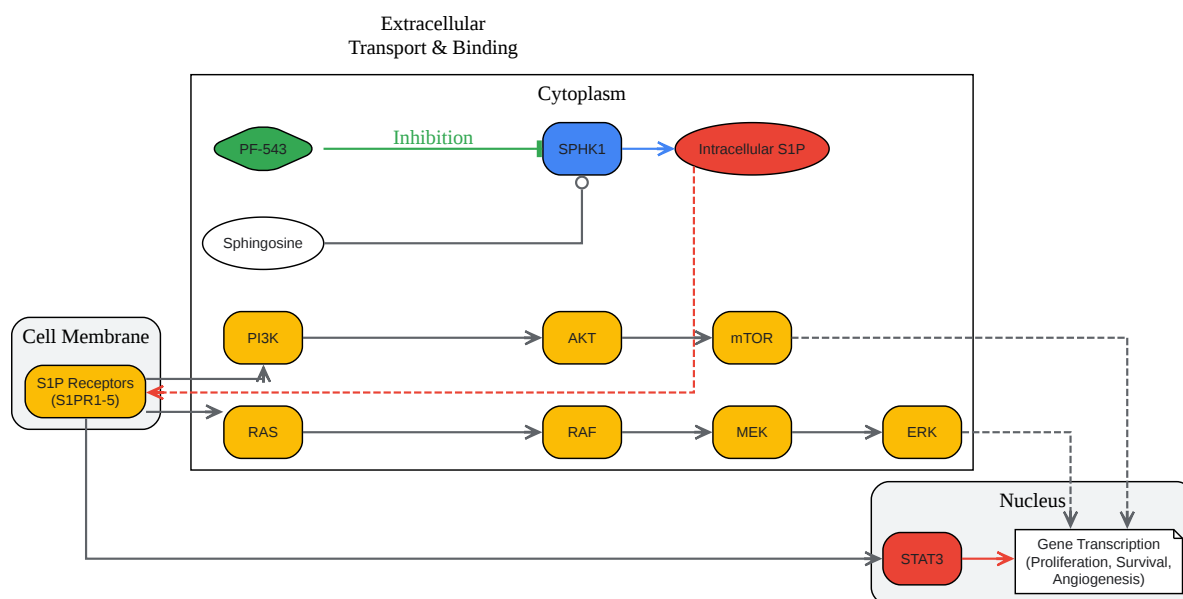 Extracellular
Transport & Binding
Cytoplasm
PF-543
Inhibition
SPHK1
Intracellular S1P
Sphingosine
Cell Membrane
S1P Receptors
(S1PR1-5)
PI3K
AKT
mTOR
RAS
RAF
MEK
ERK
Nucleus
STAT3
Gene Transcription
(Proliferation, Survival,
Angiogenesis)